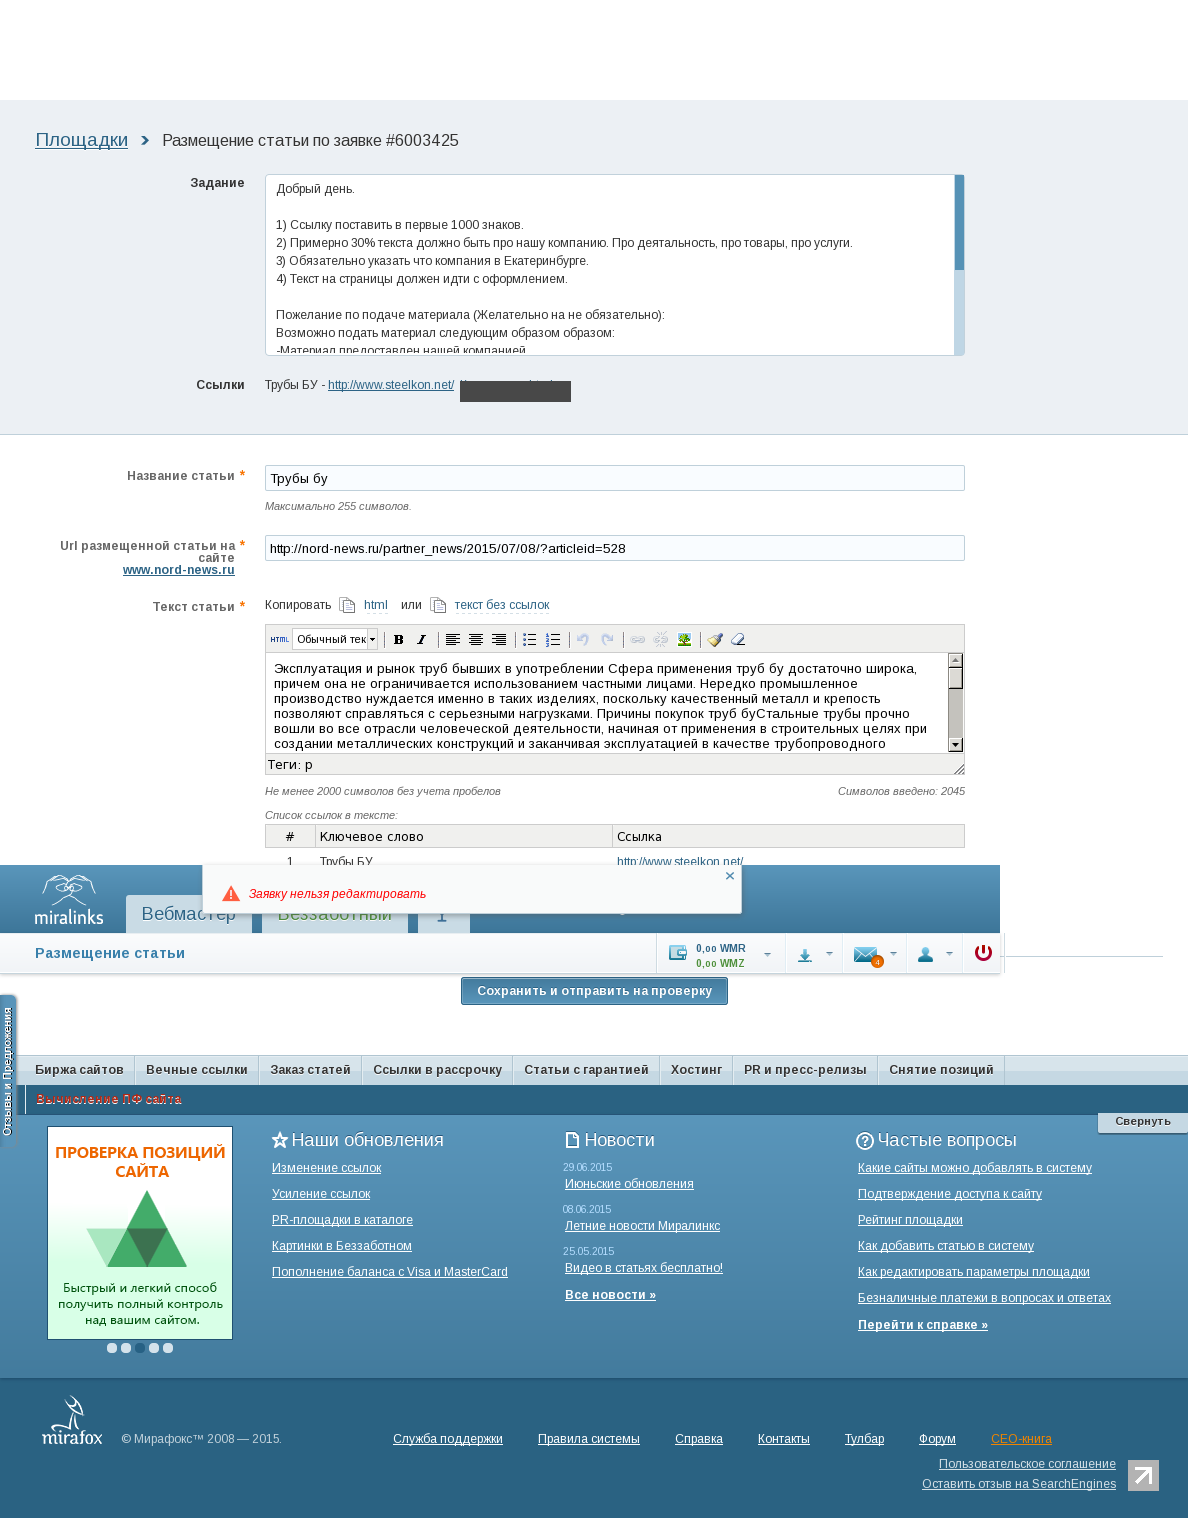 Площадки › Размещение статьи по заявке #6003425
Задание
Добрый день.
1) Ссылку поставить в первые 1000 знаков.
2) Примерно 30% текста должно быть про нашу компанию. Про деятальность, про товары, про услуги.
3) Обязательно указать что компания в Екатеринбурге.
4) Текст на страницы должен идти с оформлением.
Пожелание по подаче материала (Желательно на не обязательно):
Возможно подать материал следующим образом образом:
-Материал предоставлен нашей компанией
Ссылки
Трубы БУ - http://www.steelkon.net/
Название статьи *
Трубы бу
Максимально 255 символов.
Url размещенной статьи на *
сайте
www.nord-news.ru
http://nord-news.ru/partner_news/2015/07/08/?articleid=528
Текст статьи *
Копировать html или текст без ссылок
HTML Обычный тек B I
Эксплуатация и рынок труб бывших в употреблении Сфера применения труб бу достаточно широка,
причем она не ограничивается использованием частными лицами. Нередко промышленное
производство нуждается именно в таких изделиях, поскольку качественный металл и крепость
позволяют справляться с серьезными нагрузками. Причины покупок труб буСтальные трубы прочно
вошли во все отрасли человеческой деятельности, начиная от применения в строительных целях при
создании металлических конструкций и заканчивая эксплуатацией в качестве трубопроводного
Теги: p
Не менее 2000 символов без учета пробелов
Символов введено: 2045
Список ссылок в тексте:
# Ключевое слово Ссылка
1 Трубы БУ http://www.steelkon.net/
Заявку нельзя редактировать
miralinks
Вебмастер Беззаботный 1
Размещение статьи
0,00 WMR
0,00 WMZ
4
Сохранить и отправить на проверку
Отзывы и Предложения
Биржа сайтов Вечные ссылки Заказ статей Ссылки в рассрочку Статьи с гарантией Хостинг PR и пресс-релизы Снятие позиций
Вычисление ПФ сайта
Свернуть
ПРОВЕРКА ПОЗИЦИЙ
САЙТА
Быстрый и легкий способ
получить полный контроль
над вашим сайтом.
Наши обновления
Изменение ссылок
Усиление ссылок
PR-площадки в каталоге
Картинки в Беззаботном
Пополнение баланса с Visa и MasterCard
Новости
29.06.2015
Июньские обновления
08.06.2015
Летние новости Миралинкс
25.05.2015
Видео в статьях бесплатно!
Все новости »
Частые вопросы
Какие сайты можно добавлять в систему
Подтверждение доступа к сайту
Рейтинг площадки
Как добавить статью в систему
Как редактировать параметры площадки
Безналичные платежи в вопросах и ответах
Перейти к справке »
mirafox
© Мирафокс™ 2008 — 2015.
Служба поддержки Правила системы Справка Контакты Тулбар Форум СЕО-книга
Пользовательское соглашение
Оставить отзыв на SearchEngines